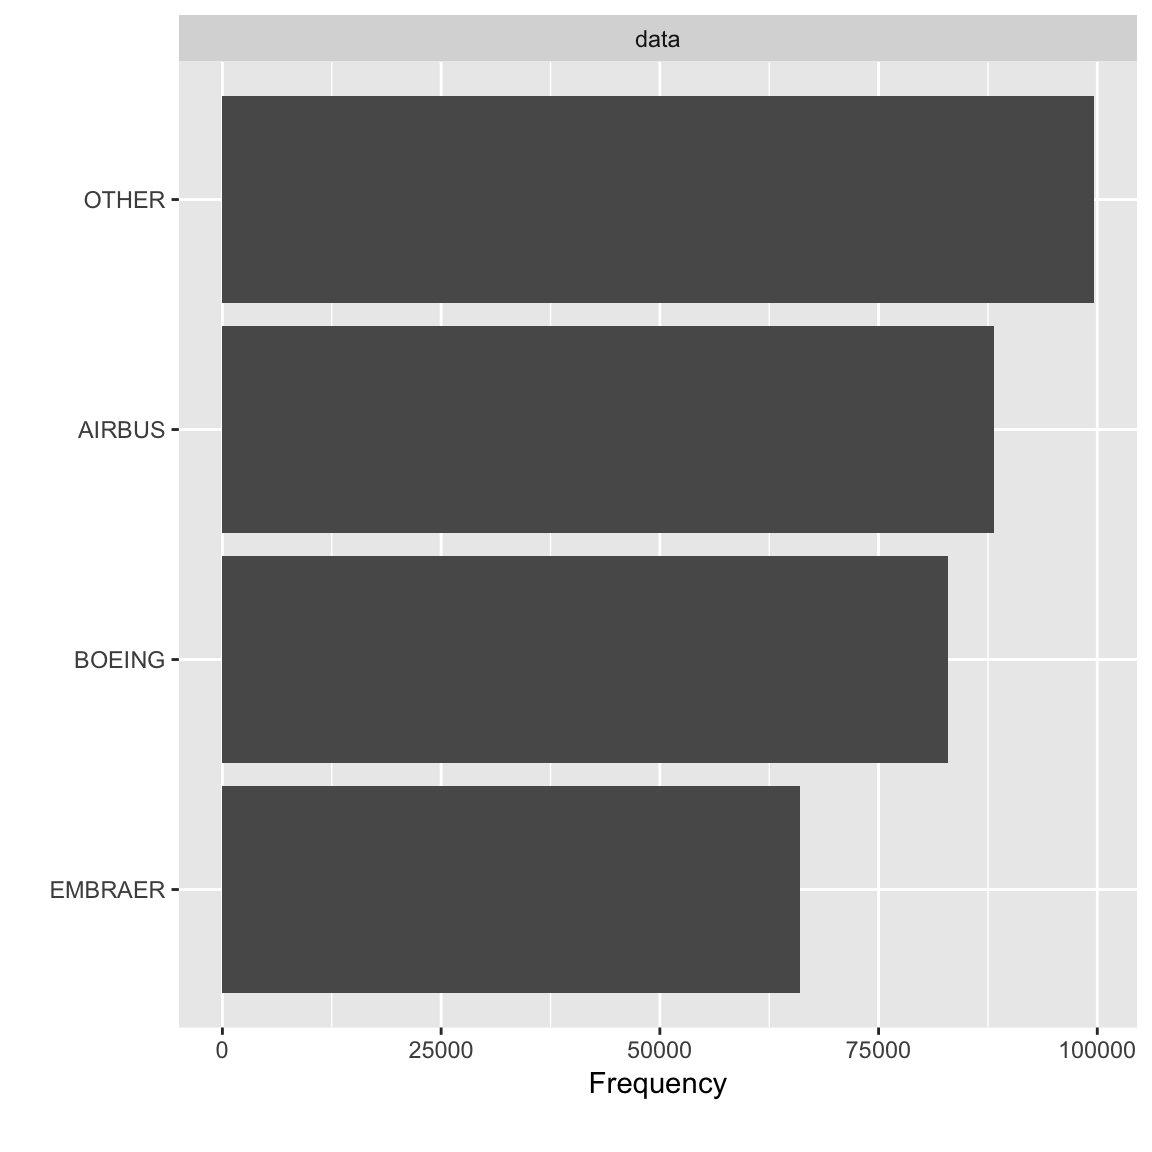 data
OTHER
AIRBUS
BOEING
EMBRAER
0 25000 50000 75000 100000
Frequency